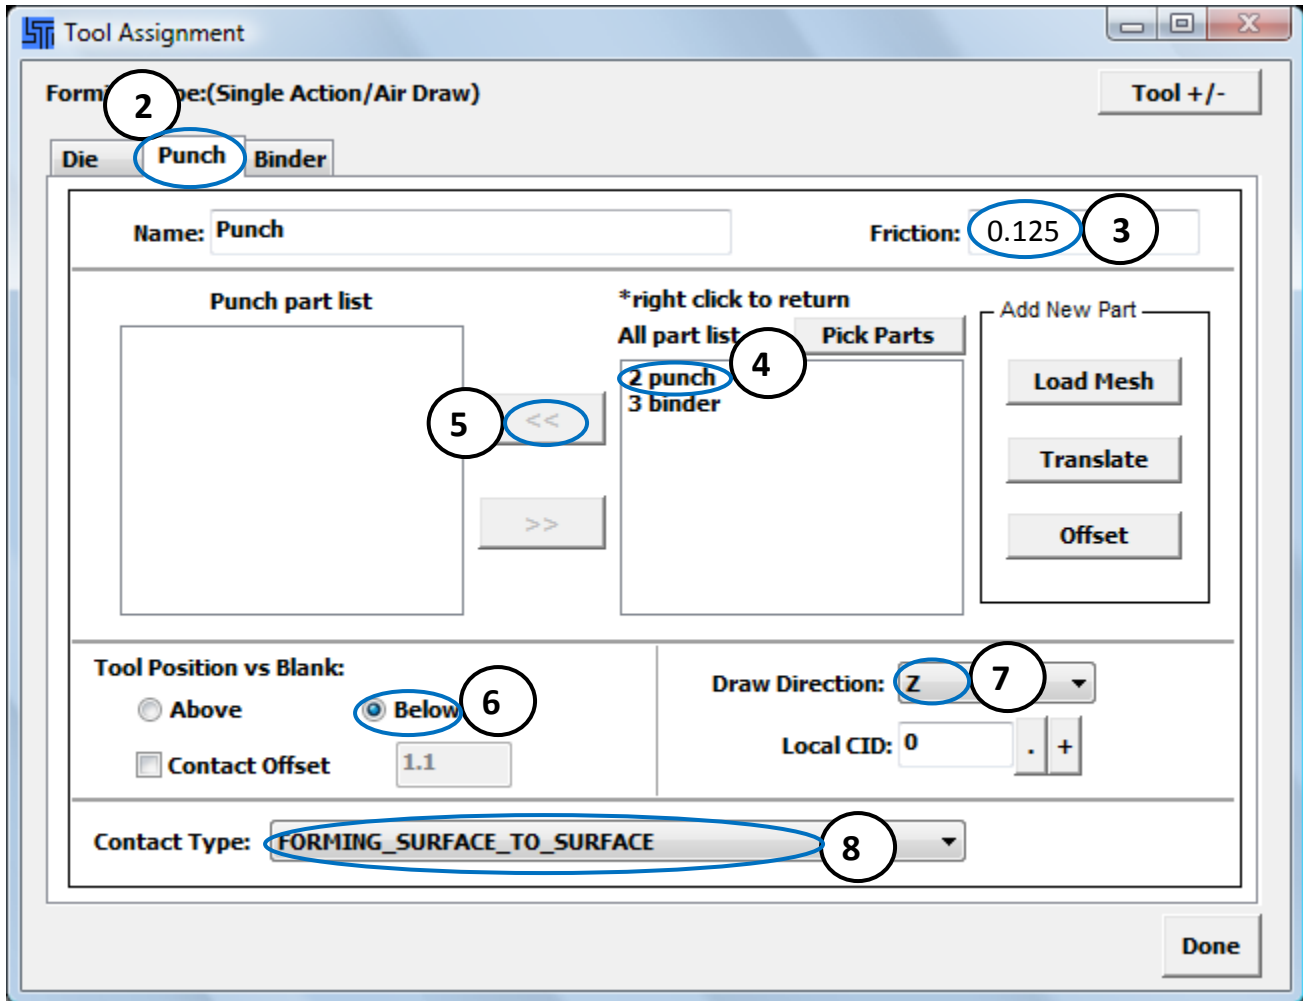 Tool Assignment
Formi pe:(Single Action/Air Draw)
Tool +/-
2
Die Punch Binder
Name: Punch
Friction: 0.125 3
Punch part list
*right click to return
All part list Pick Parts
Add New Part
4
2 punch
3 binder
Load Mesh
5 <<
Translate
>>
Offset
Tool Position vs Blank:
Above Below 6
Contact Offset 1.1
Draw Direction: Z 7
Local CID: 0 . +
Contact Type: FORMING_SURFACE_TO_SURFACE 8
Done